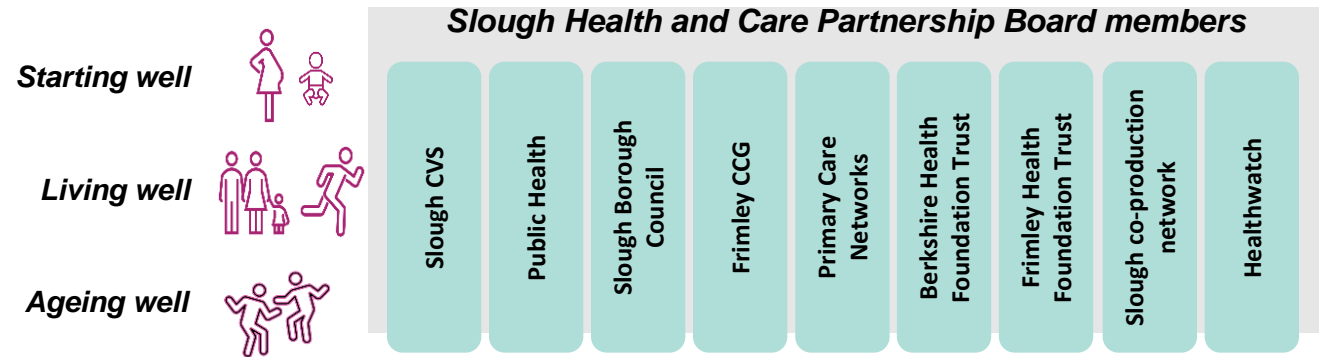 Slough Health and Care Partnership Board members
Starting well
Living well
Ageing well
Slough CVS
Public Health
Slough Borough
Council
Frimley CCG
Primary Care
Networks
Berkshire Health
Foundation Trust
Frimley Health
Foundation Trust
Slough co-production
network
Healthwatch